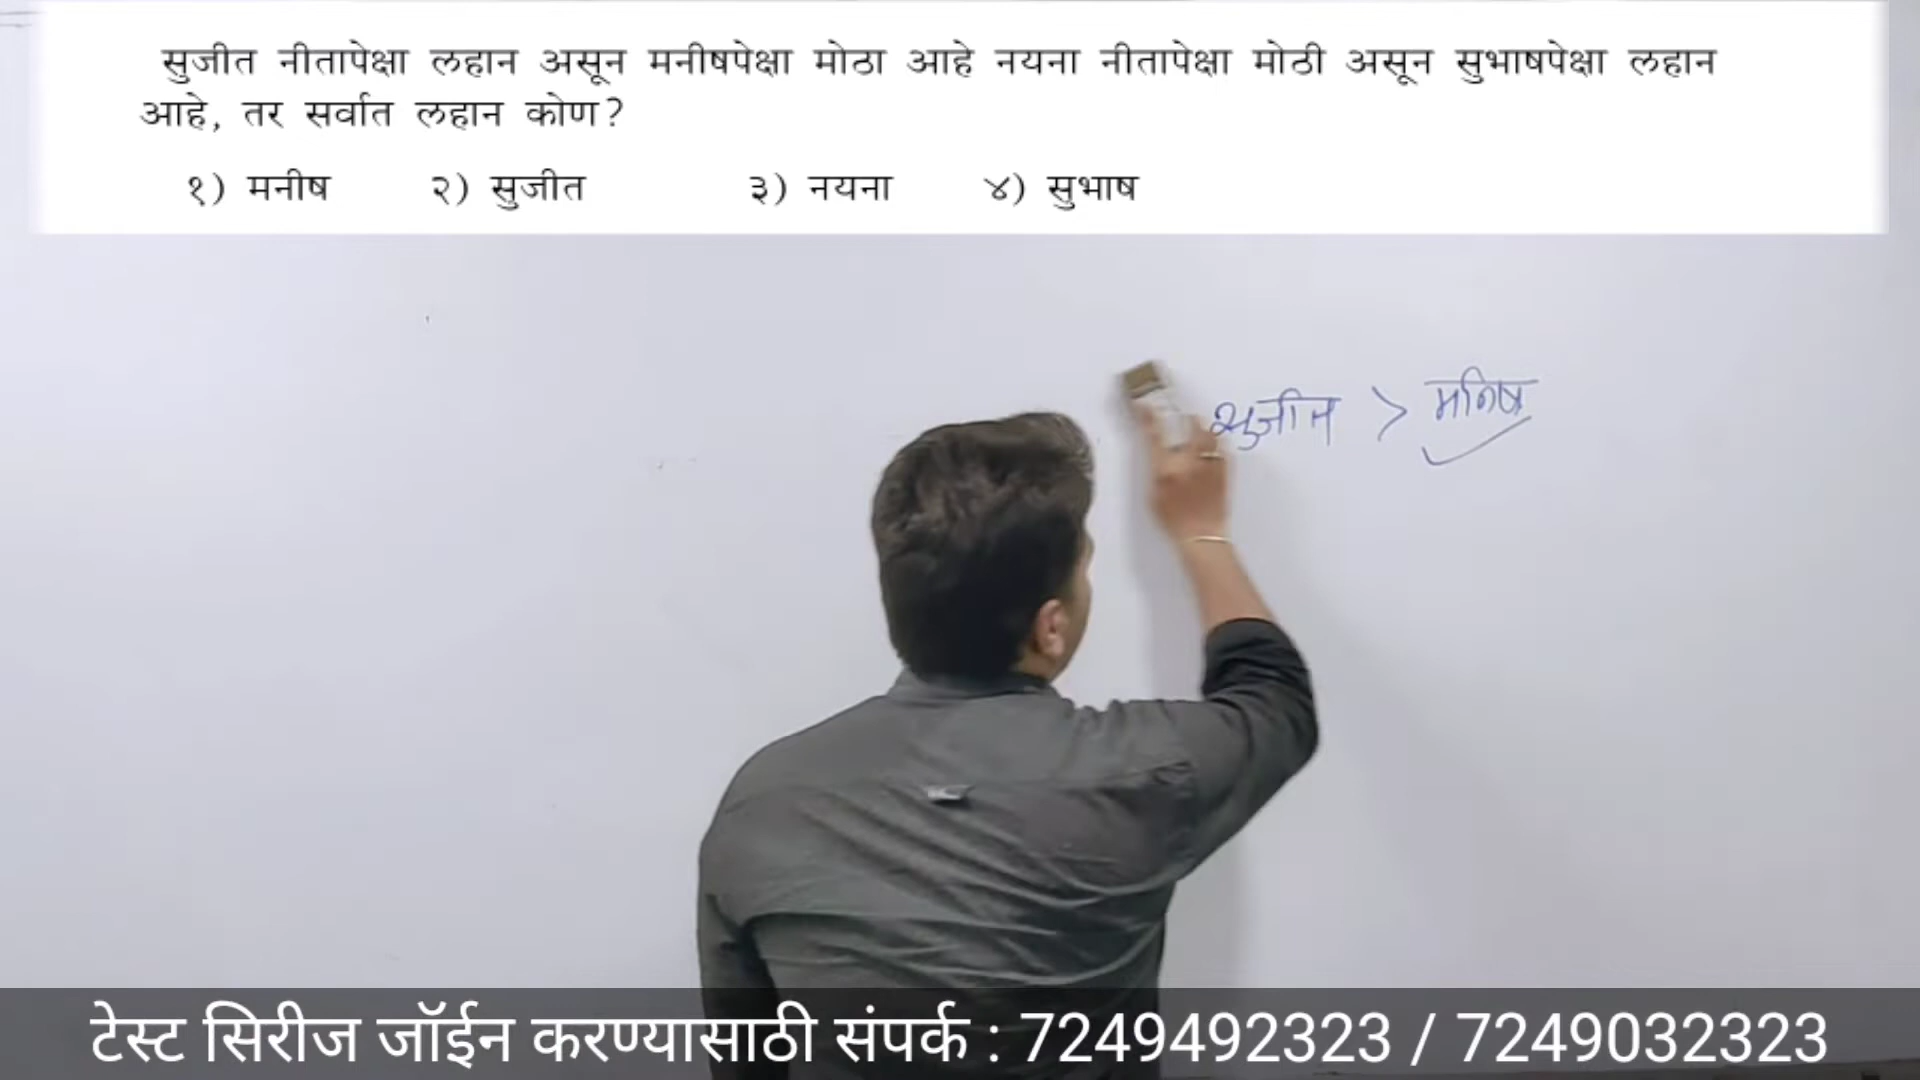 सुजीत नीतापेक्षा लहान असून मनीषपेक्षा मोठा आहे नयना नीतापेक्षा मोठी असून सुभाषपेक्षा लहान
आहे, तर सर्वात लहान कोण?
१) मनीष २) सुजीत ३) नयना ४) सुभाष
सुजीत > मनिष
टेस्ट सिरीज जॉईन करण्यासाठी संपर्क : 7249492323 / 7249032323